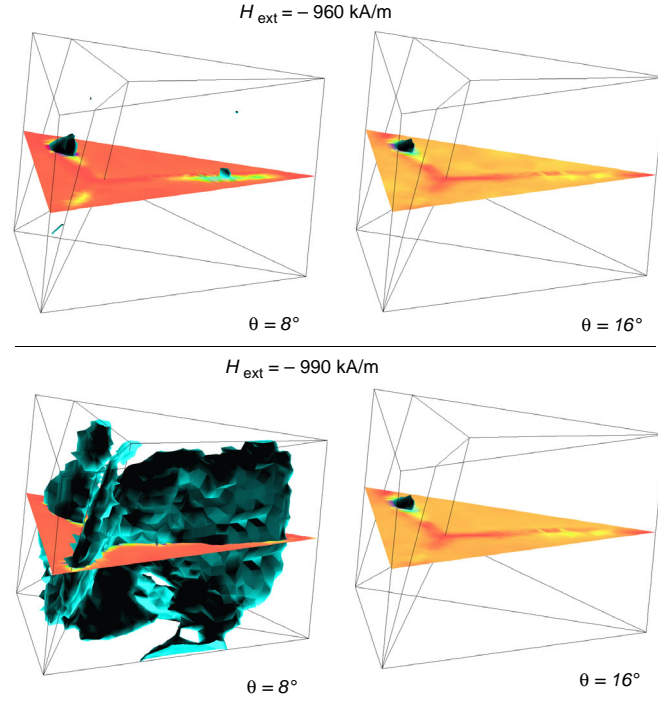 H ext = – 960 kA/m
θ = 8°
θ = 16°
H ext = – 990 kA/m
θ = 8°
θ = 16°